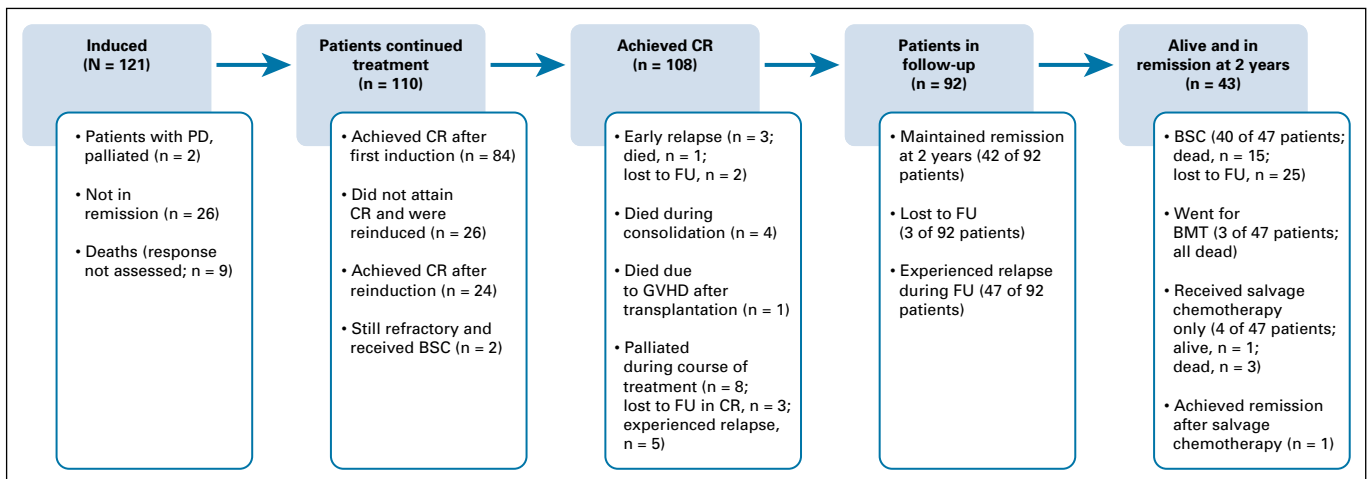 Induced
(N = 121)
• Patients with PD,
palliated (n = 2)
• Not in
remission (n = 26)
• Deaths (response
not assessed; n = 9)
Patients continued
treatment
(n = 110)
• Achieved CR after
first induction (n = 84)
• Did not attain
CR and were
reinduced (n = 26)
• Achieved CR after
reinduction (n = 24)
• Still refractory and
received BSC (n = 2)
Achieved CR
(n = 108)
• Early relapse (n = 3;
died, n = 1;
lost to FU, n = 2)
• Died during
consolidation (n = 4)
• Died due
to GVHD after
transplantation (n = 1)
• Palliated
during course of
treatment (n = 8;
lost to FU in CR, n = 3;
experienced relapse,
n = 5)
Patients in
follow-up
(n = 92)
• Maintained remission
at 2 years (42 of 92
patients)
• Lost to FU
(3 of 92 patients)
• Experienced relapse
during FU (47 of 92
patients)
Alive and in
remission at 2 years
(n = 43)
• BSC (40 of 47 patients;
dead, n = 15;
lost to FU, n = 25)
• Went for
BMT (3 of 47 patients;
all dead)
• Received salvage
chemotherapy
only (4 of 47 patients;
alive, n = 1;
dead, n = 3)
• Achieved remission
after salvage
chemotherapy (n = 1)